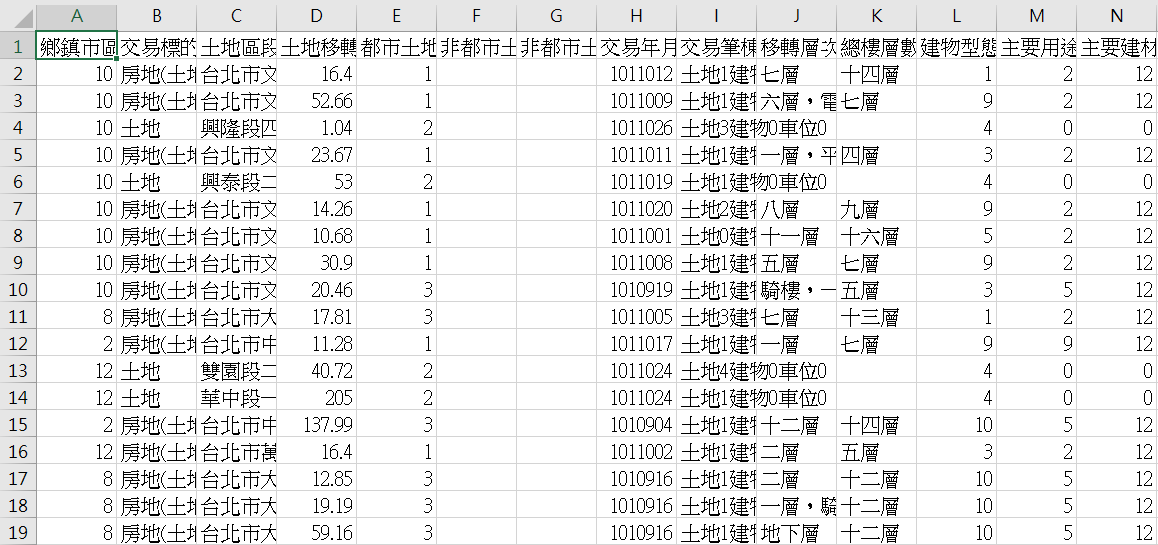 A B C D E F G H I J K L M N
1 鄉鎮市區 交易標的 土地區段 土地移轉 都市土地 非都市土 非都市土 交易年月 交易筆棟 移轉層次 總樓層數 建物型態 主要用途 主要建材
2 10 房地(土地 台北市文 16.4 1 1011012 土地1建物 七層 十四層 1 2 12
3 10 房地(土地 台北市文 52.66 1 1011009 土地1建物 六層，電 七層 9 2 12
4 10 土地 興隆段四 1.04 2 1011026 土地3建物0車位0 4 0 0
5 10 房地(土地 台北市文 23.67 1 1011011 土地1建物 一層，平 四層 3 2 12
6 10 土地 興泰段二 53 2 1011019 土地1建物0車位0 4 0 0
7 10 房地(土地 台北市文 14.26 1 1011020 土地2建物 八層 九層 9 2 12
8 10 房地(土地 台北市文 10.68 1 1011001 土地0建物 十一層 十六層 5 2 12
9 10 房地(土地 台北市文 30.9 1 1011008 土地1建物 五層 七層 9 2 12
10 10 房地(土地 台北市文 20.46 3 1010919 土地1建物 騎樓，一 五層 3 5 12
11 8 房地(土地 台北市大 17.81 3 1011005 土地3建物 七層 十三層 1 2 12
12 2 房地(土地 台北市中 11.28 1 1011017 土地1建物 一層 七層 9 9 12
13 12 土地 雙園段二 40.72 2 1011024 土地4建物0車位0 4 0 0
14 12 土地 華中段一 205 2 1011024 土地1建物0車位0 4 0 0
15 2 房地(土地 台北市中 137.99 3 1010904 土地1建物 十二層 十四層 10 5 12
16 12 房地(土地 台北市萬 16.4 1 1011002 土地1建物 二層 五層 3 2 12
17 8 房地(土地 台北市大 12.85 3 1010916 土地1建物 二層 十二層 10 5 12
18 8 房地(土地 台北市大 19.19 3 1010916 土地1建物 一層，騎 十二層 10 5 12
19 8 房地(土地 台北市大 59.16 3 1010916 土地1建物 地下層 十二層 10 5 12